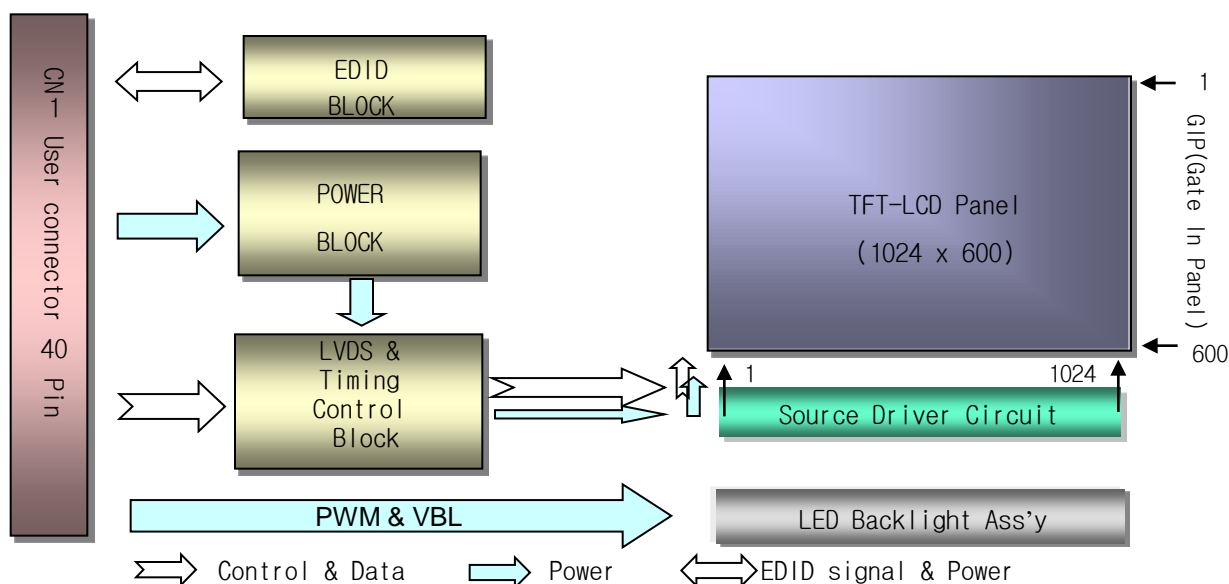 CN-1 User connector 40 Pin
EDID
BLOCK
POWER
BLOCK
LVDS &
Timing
Control
Block
TFT-LCD Panel
(1024 x 600)
1
GIP(Gate In Panel)
600
1
1024
Source Driver Circuit
PWM & VBL
LED Backlight Ass’y
Control & Data
Power
EDID signal & Power